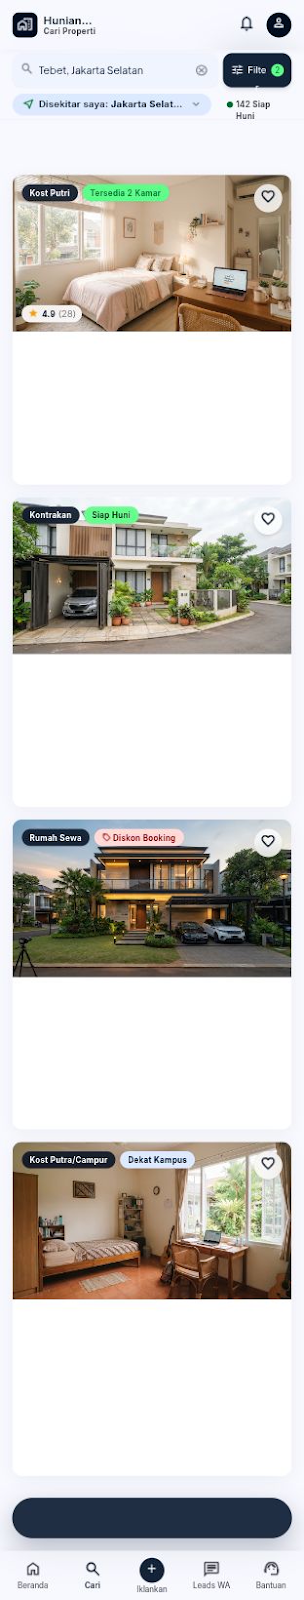 Hunian...
Cari Properti
Tebet, Jakarta Selatan
Filte
r
2
Disekitar saya: Jakarta Selat...
142 Siap
Huni
Kost Putri
Tersedia 2 Kamar
4.9 (28)
Kontrakan
Siap Huni
Rumah Sewa
Diskon Booking
Kost Putra/Campur
Dekat Kampus
Beranda
Cari
Iklankan
Leads WA
Profil